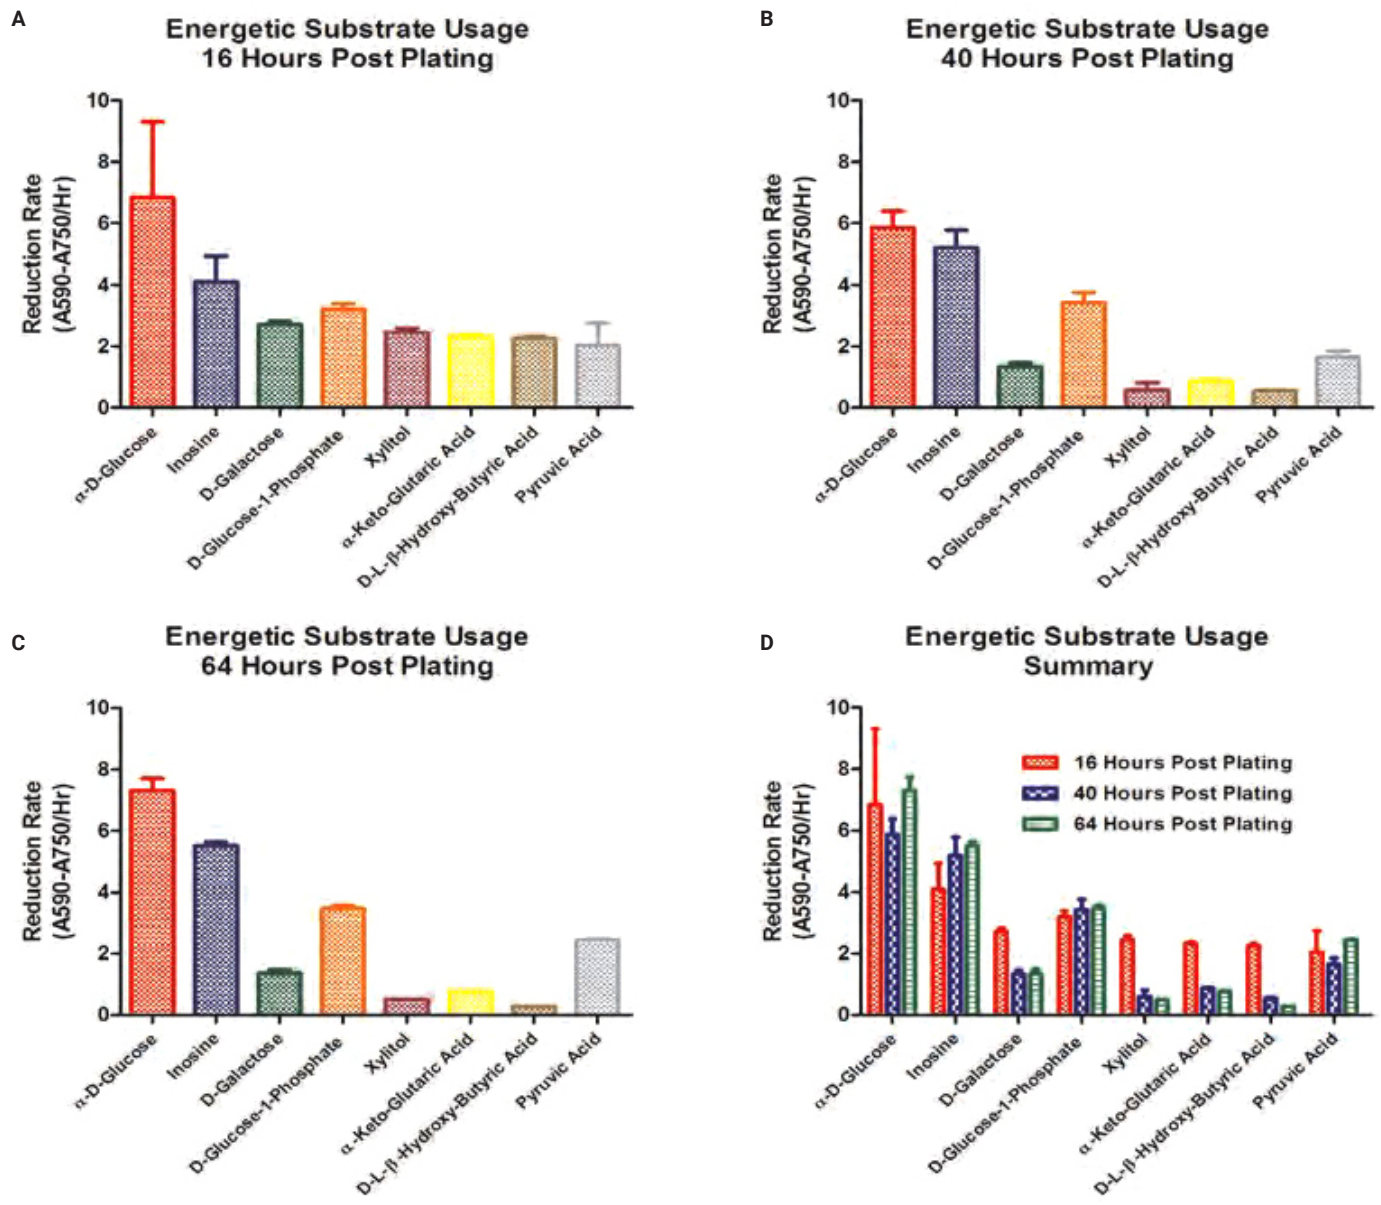 A
Energetic Substrate Usage
16 Hours Post Plating
Reduction Rate
(A590-A750/Hr)
10
8
6
4
2
0
α-D-Glucose
Inosine
D-Galactose
D-Glucose-1-Phosphate
Xylitol
α-Keto-Glutaric Acid
D-L-β-Hydroxy-Butyric Acid
Pyruvic Acid
B
Energetic Substrate Usage
40 Hours Post Plating
Reduction Rate
(A590-A750/Hr)
10
8
6
4
2
0
α-D-Glucose
Inosine
D-Galactose
D-Glucose-1-Phosphate
Xylitol
α-Keto-Glutaric Acid
D-L-β-Hydroxy-Butyric Acid
Pyruvic Acid
C
Energetic Substrate Usage
64 Hours Post Plating
Reduction Rate
(A590-A750/Hr)
10
8
6
4
2
0
α-D-Glucose
Inosine
D-Galactose
D-Glucose-1-Phosphate
Xylitol
α-Keto-Glutaric Acid
D-L-β-Hydroxy-Butyric Acid
Pyruvic Acid
D
Energetic Substrate Usage
Summary
Reduction Rate
(A590-A750/Hr)
10
8
6
4
2
0
16 Hours Post Plating
40 Hours Post Plating
64 Hours Post Plating
α-D-Glucose
Inosine
D-Galactose
D-Glucose-1-Phosphate
Xylitol
α-Keto-Glutaric Acid
D-L-β-Hydroxy-Butyric Acid
Pyruvic Acid